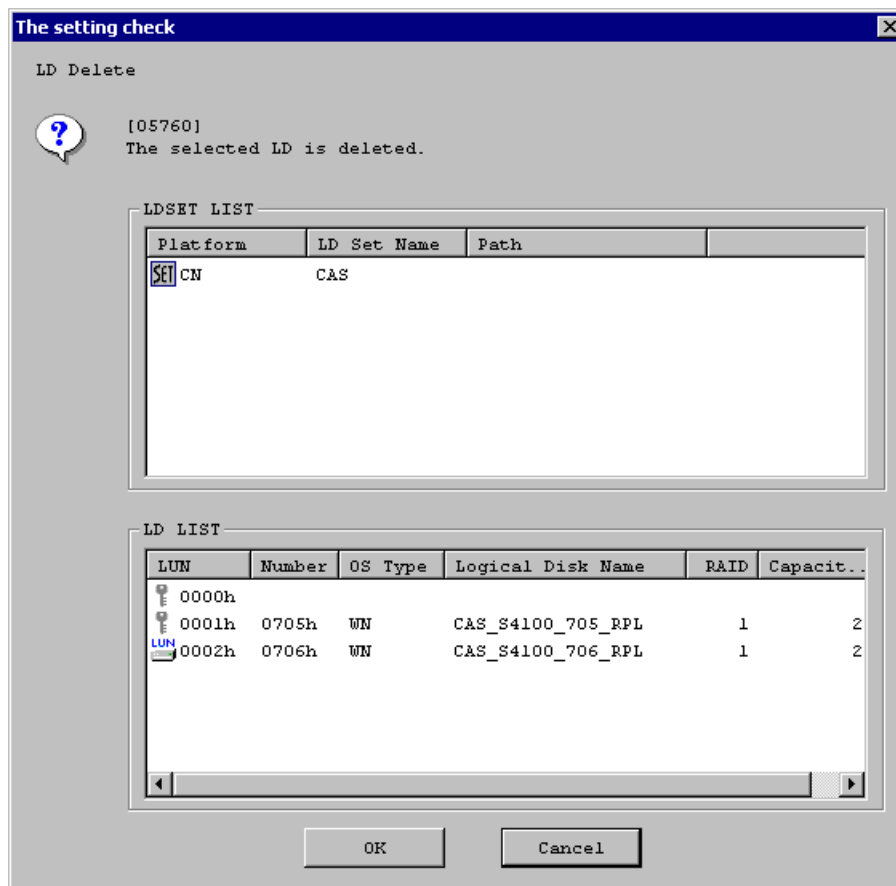 The setting check
LD Delete
?
[05760]
The selected LD is deleted.
LDSET LIST
Platform LD Set Name Path
SET CN CAS
LD LIST
LUN Number OS Type Logical Disk Name RAID Capacit..
0000h
0001h 0705h WN CAS_S4100_705_RPL 1 2
LUN 0002h 0706h WN CAS_S4100_706_RPL 1 2
OK Cancel